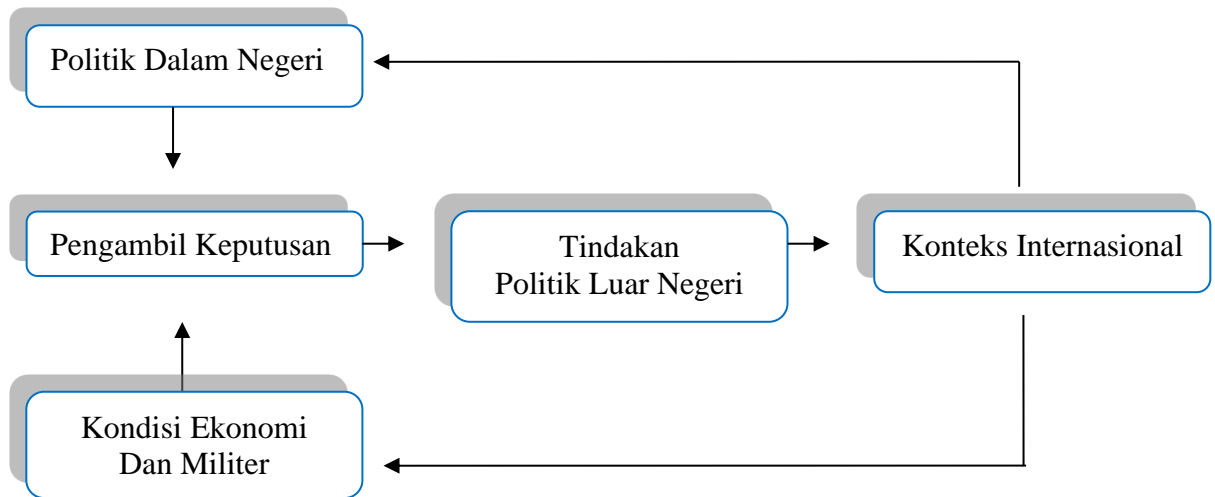 Politik Dalam Negeri
Pengambil Keputusan
Tindakan
Politik Luar Negeri
Konteks Internasional
Kondisi Ekonomi
Dan Militer